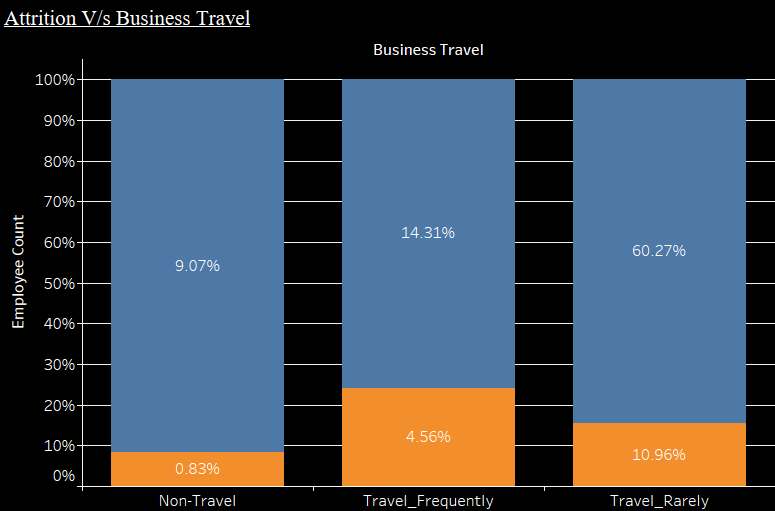 Attrition V/s Business Travel
Business Travel
Employee Count
100%
90%
80%
70%
60%
50%
40%
30%
20%
10%
0%
9.07%
14.31%
60.27%
0.83%
4.56%
10.96%
Non-Travel
Travel_Frequently
Travel_Rarely